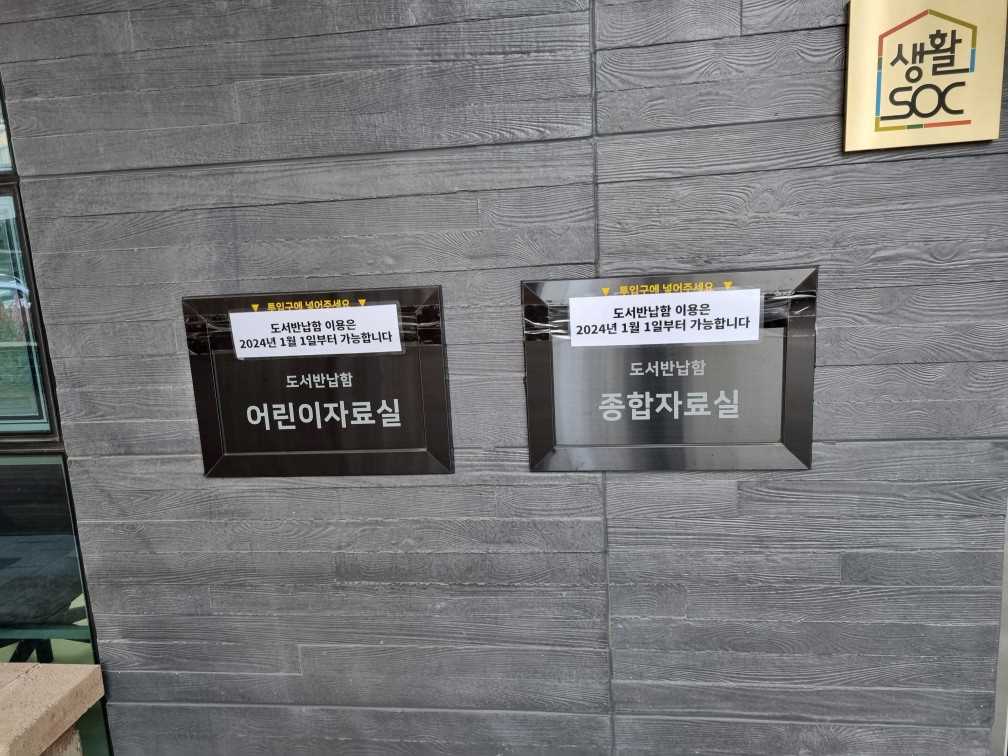 생활
SOC
▼ 투입구에 넣어주세요 ▼
도서반납함 이용은
2024년 1월 1일부터 가능합니다
도서반납함
어린이자료실
▼ 투입구에 넣어주세요 ▼
도서반납함 이용은
2024년 1월 1일부터 가능합니다
도서반납함
종합자료실